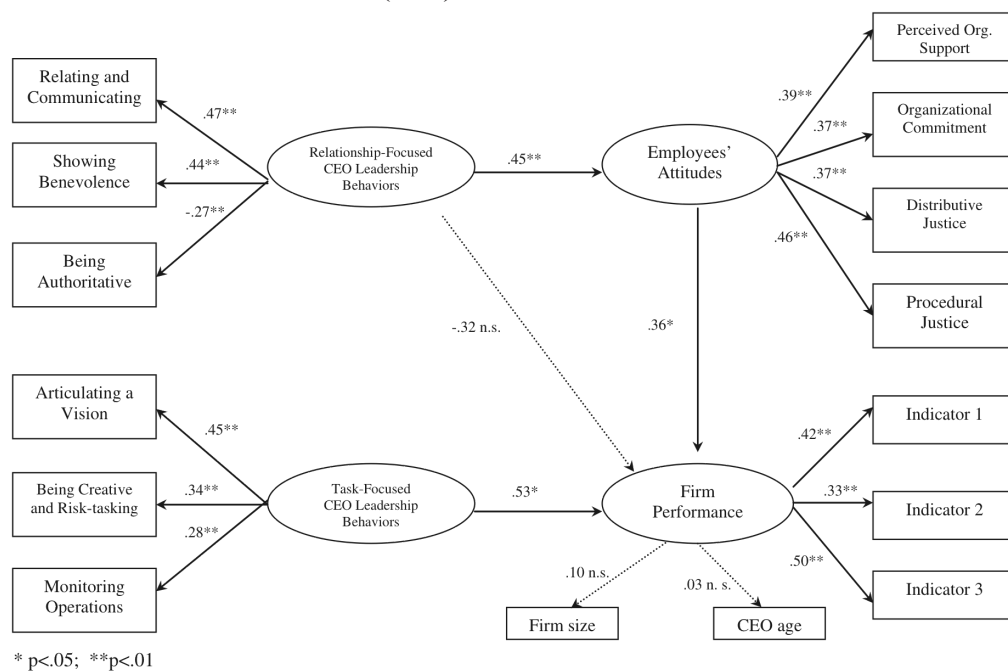 Perceived Org.
Support
Relating and
Communicating
.47**
.39**
Organizational
Commitment
.37**
Showing
Benevolence
.44**
Relationship-Focused
CEO Leadership
Behaviors
.45**
Employees'
Attitudes
.37**
Distributive
Justice
-.27**
.46**
Being
Authoritative
Procedural
Justice
-.32 n.s.
.36*
Articulating a
Vision
.45**
Indicator 1
.42**
Being Creative
and Risk-tasking
.34**
Task-Focused
CEO Leadership
Behaviors
.53*
Firm
Performance
.33**
Indicator 2
.28**
.50**
Monitoring
Operations
.10 n.s.
.03 n. s.
Indicator 3
Firm size
CEO age
* p<.05; **p<.01